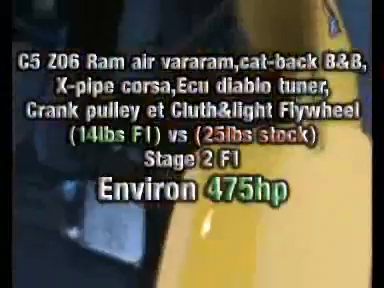 C5 Z06 Ram air vararam,cat-back B&B,
X-pipe corsa,Ecu diablo tuner,
Crank pulley et Cluth&light Flywheel
(14lbs F1) vs (25lbs stock)
Stage 2 F1
Environ 475hp